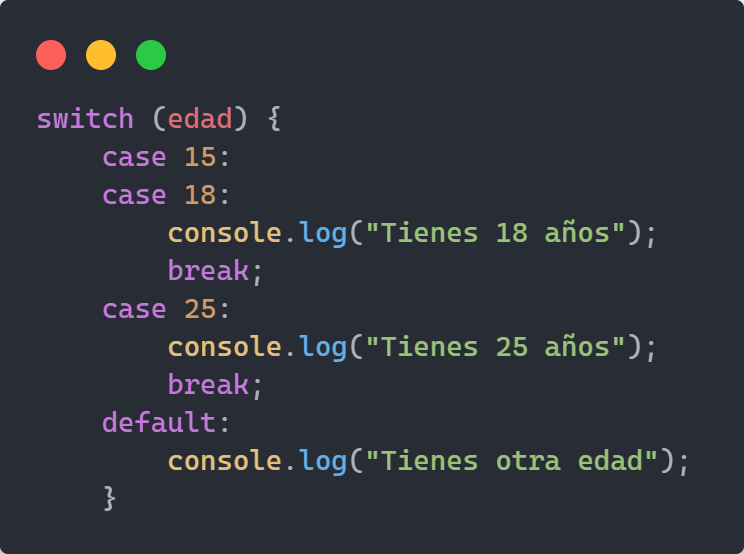 switch (edad) {
    case 15:
    case 18:
        console.log("Tienes 18 años");
        break;
    case 25:
        console.log("Tienes 25 años");
        break;
    default:
        console.log("Tienes otra edad");
    }